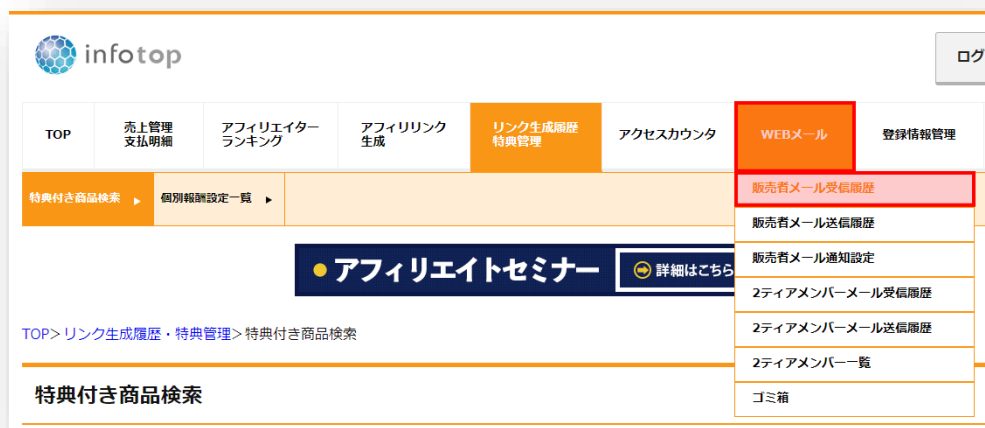 infotop
ログ
TOP
売上管理
支払明細
アフィリエイター
ランキング
アフィリリンク
生成
リンク生成履歴
特典管理
アクセスカウンタ
WEBメール
登録情報管理
特典付き商品検索
個別報酬設定一覧
販売者メール受信履歴
販売者メール送信履歴
販売者メール通知設定
2ティアメンバーメール受信履歴
2ティアメンバーメール送信履歴
2ティアメンバー一覧
ゴミ箱
アフィリエイトセミナー
詳細はこちら
TOP>リンク生成履歴・特典管理>特典付き商品検索
特典付き商品検索